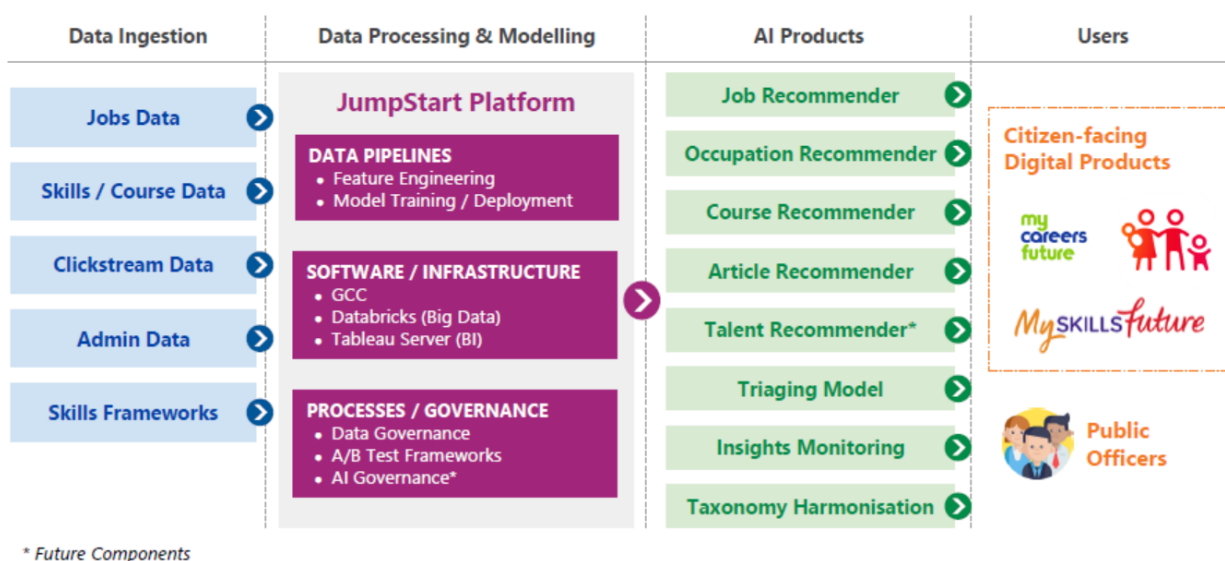 Data Ingestion
Data Processing & Modelling
AI Products
Users
Jobs Data
Skills / Course Data
Clickstream Data
Admin Data
Skills Frameworks
JumpStart Platform
DATA PIPELINES
• Feature Engineering
• Model Training / Deployment
SOFTWARE / INFRASTRUCTURE
• GCC
• Databricks (Big Data)
• Tableau Server (BI)
PROCESSES / GOVERNANCE
• Data Governance
• A/B Test Frameworks
• AI Governance*
Job Recommender
Occupation Recommender
Course Recommender
Article Recommender
Talent Recommender*
Triaging Model
Insights Monitoring
Taxonomy Harmonisation
Citizen-facing
Digital Products
my
careers
future
MySKILLSfuture
Public
Officers
* Future Components